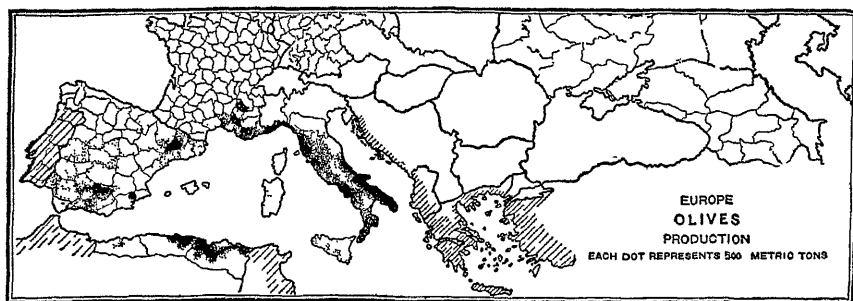 EUROPE
OLIVES
PRODUCTION
EACH DOT REPRESENTS 500 METRIC TONS